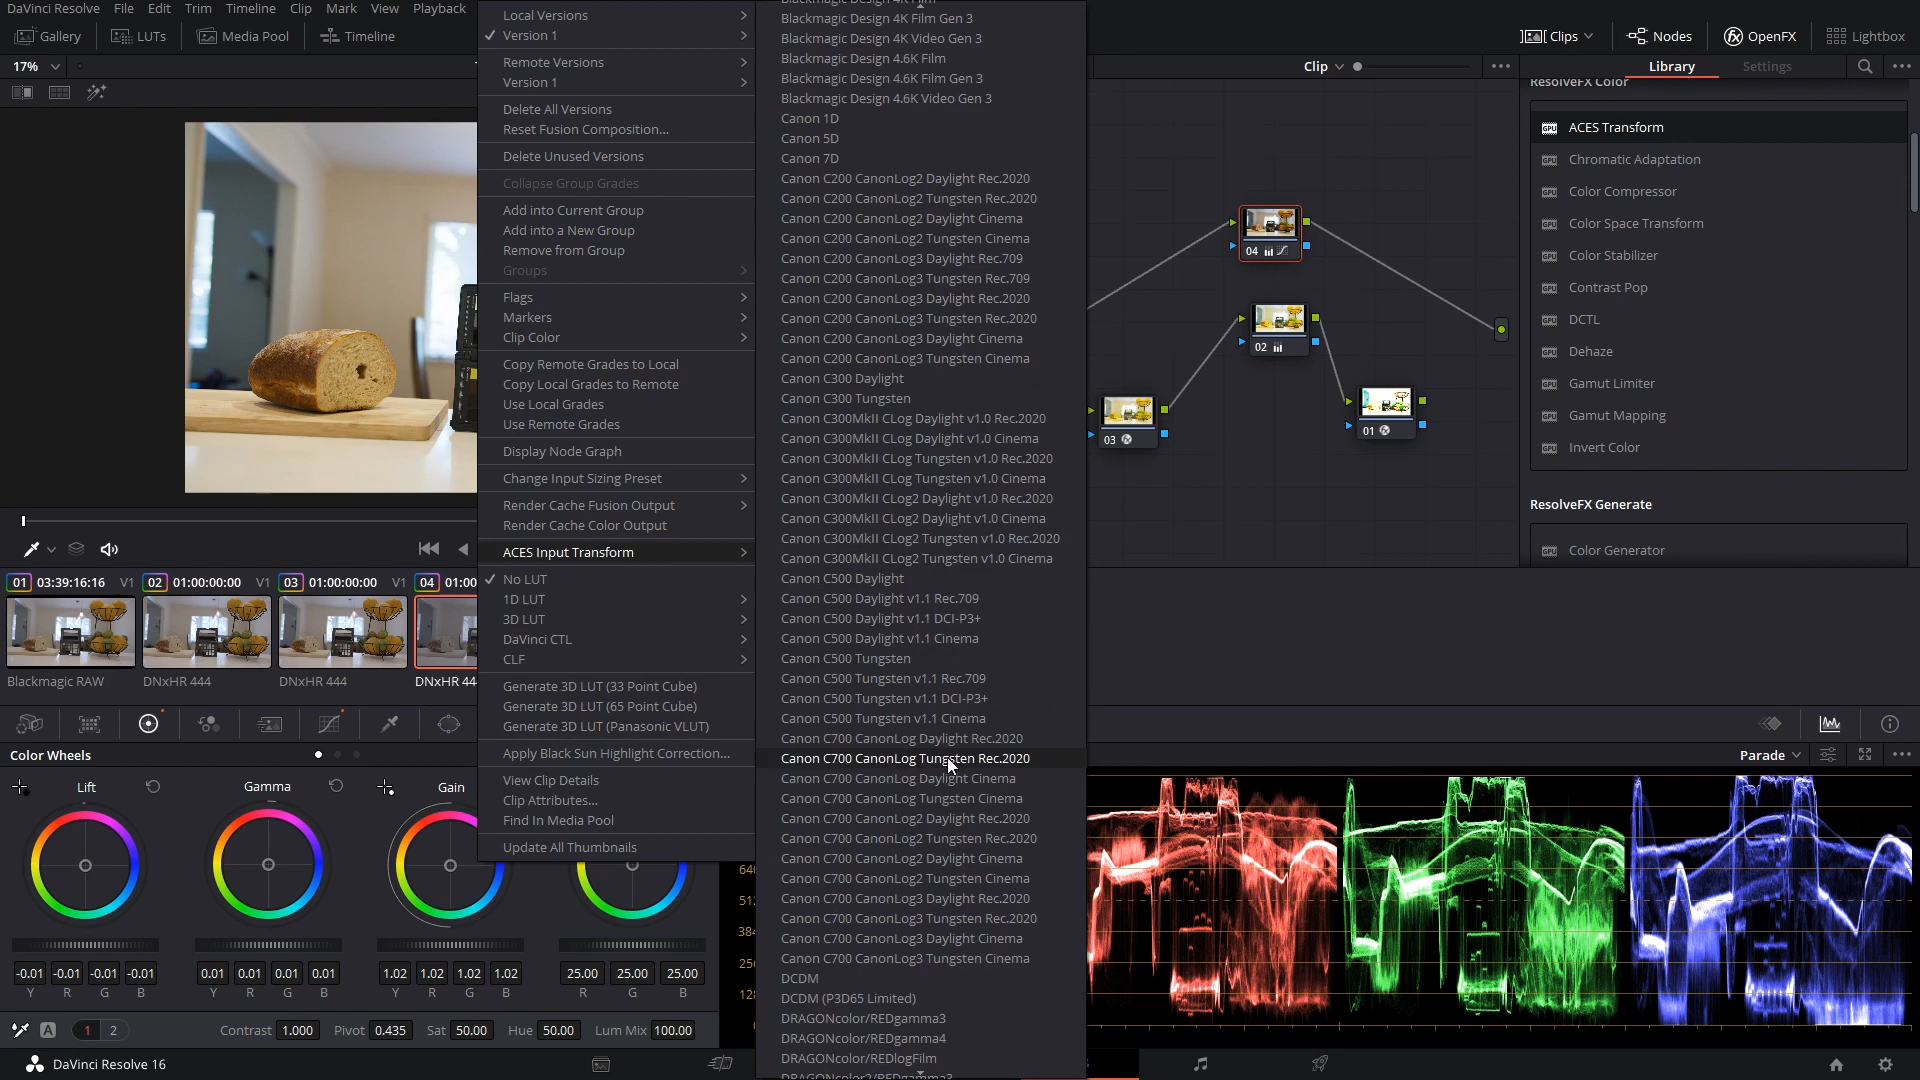 DaVinci Resolve File Edit Trim Timeline Clip Mark View Playback
Gallery LUTs Media Pool Timeline
Clips Nodes OpenFX Lightbox
17%
Clip
Library Settings
Local Versions
Version 1
Remote Versions
Version 1
Delete All Versions
Reset Fusion Composition...
Delete Unused Versions
Collapse Group Grades
Add into Current Group
Add into a New Group
Remove from Group
Groups
Flags
Markers
Clip Color
Copy Remote Grades to Local
Copy Local Grades to Remote
Use Local Grades
Use Remote Grades
Display Node Graph
Change Input Sizing Preset
Render Cache Fusion Output
Render Cache Color Output
ACES Input Transform
No LUT
1D LUT
3D LUT
DaVinci CTL
CLF
Generate 3D LUT (33 Point Cube)
Generate 3D LUT (65 Point Cube)
Generate 3D LUT (Panasonic VLUT)
Apply Black Sun Highlight Correction...
View Clip Details
Clip Attributes...
Find In Media Pool
Update All Thumbnails
Blackmagic Design 4K Film
Blackmagic Design 4K Film Gen 3
Blackmagic Design 4K Video Gen 3
Blackmagic Design 4.6K Film
Blackmagic Design 4.6K Film Gen 3
Blackmagic Design 4.6K Video Gen 3
Canon 1D
Canon 5D
Canon 7D
Canon C200 CanonLog2 Daylight Rec.2020
Canon C200 CanonLog2 Tungsten Rec.2020
Canon C200 CanonLog2 Daylight Cinema
Canon C200 CanonLog2 Tungsten Cinema
Canon C200 CanonLog3 Daylight Rec.709
Canon C200 CanonLog3 Tungsten Rec.709
Canon C200 CanonLog3 Daylight Rec.2020
Canon C200 CanonLog3 Tungsten Rec.2020
Canon C200 CanonLog3 Daylight Cinema
Canon C200 CanonLog3 Tungsten Cinema
Canon C300 Daylight
Canon C300 Tungsten
Canon C300MkII CLog Daylight v1.0 Rec.2020
Canon C300MkII CLog Daylight v1.0 Cinema
Canon C300MkII CLog Tungsten v1.0 Rec.2020
Canon C300MkII CLog Tungsten v1.0 Cinema
Canon C300MkII CLog2 Daylight v1.0 Rec.2020
Canon C300MkII CLog2 Daylight v1.0 Cinema
Canon C300MkII CLog2 Tungsten v1.0 Rec.2020
Canon C300MkII CLog2 Tungsten v1.0 Cinema
Canon C500 Daylight
Canon C500 Daylight v1.1 Rec.709
Canon C500 Daylight v1.1 DCI-P3+
Canon C500 Daylight v1.1 Cinema
Canon C500 Tungsten
Canon C500 Tungsten v1.1 Rec.709
Canon C500 Tungsten v1.1 DCI-P3+
Canon C500 Tungsten v1.1 Cinema
Canon C700 CanonLog Daylight Rec.2020
Canon C700 CanonLog Tungsten Rec.2020
Canon C700 CanonLog Daylight Cinema
Canon C700 CanonLog Tungsten Cinema
Canon C700 CanonLog2 Daylight Rec.2020
Canon C700 CanonLog2 Tungsten Rec.2020
Canon C700 CanonLog2 Daylight Cinema
Canon C700 CanonLog2 Tungsten Cinema
Canon C700 CanonLog3 Daylight Rec.2020
Canon C700 CanonLog3 Tungsten Rec.2020
Canon C700 CanonLog3 Daylight Cinema
Canon C700 CanonLog3 Tungsten Cinema
DCDM
DCDM (P3D65 Limited)
DRAGONcolor/REDgamma3
DRAGONcolor/REDgamma4
DRAGONcolor/REDlogFilm
DRAGONcolor2/REDgamma3
04
02
03
01
ResolveFX Color
ACES Transform
Chromatic Adaptation
Color Compressor
Color Space Transform
Color Stabilizer
Contrast Pop
DCTL
Dehaze
Gamut Limiter
Gamut Mapping
Invert Color
ResolveFX Generate
Color Generator
01 03:39:16:16 V1 02 01:00:00:00 V1 03 01:00:00:00 V1 04 01:00
Blackmagic RAW DNxHR 444 DNxHR 444 DNxHR 44
Color Wheels
Lift Gamma Gain
-0.01 -0.01 -0.01 -0.01 0.01 0.01 0.01 0.01 1.02 1.02 1.02 1.02 25.00 25.00 25.00
Y R G B Y R G B Y R G B R G B
A 1 2 Contrast 1.000 Pivot 0.435 Sat 50.00 Hue 50.00 Lum Mix 100.00
Parade
640
512
384
256
128
0
DaVinci Resolve 16